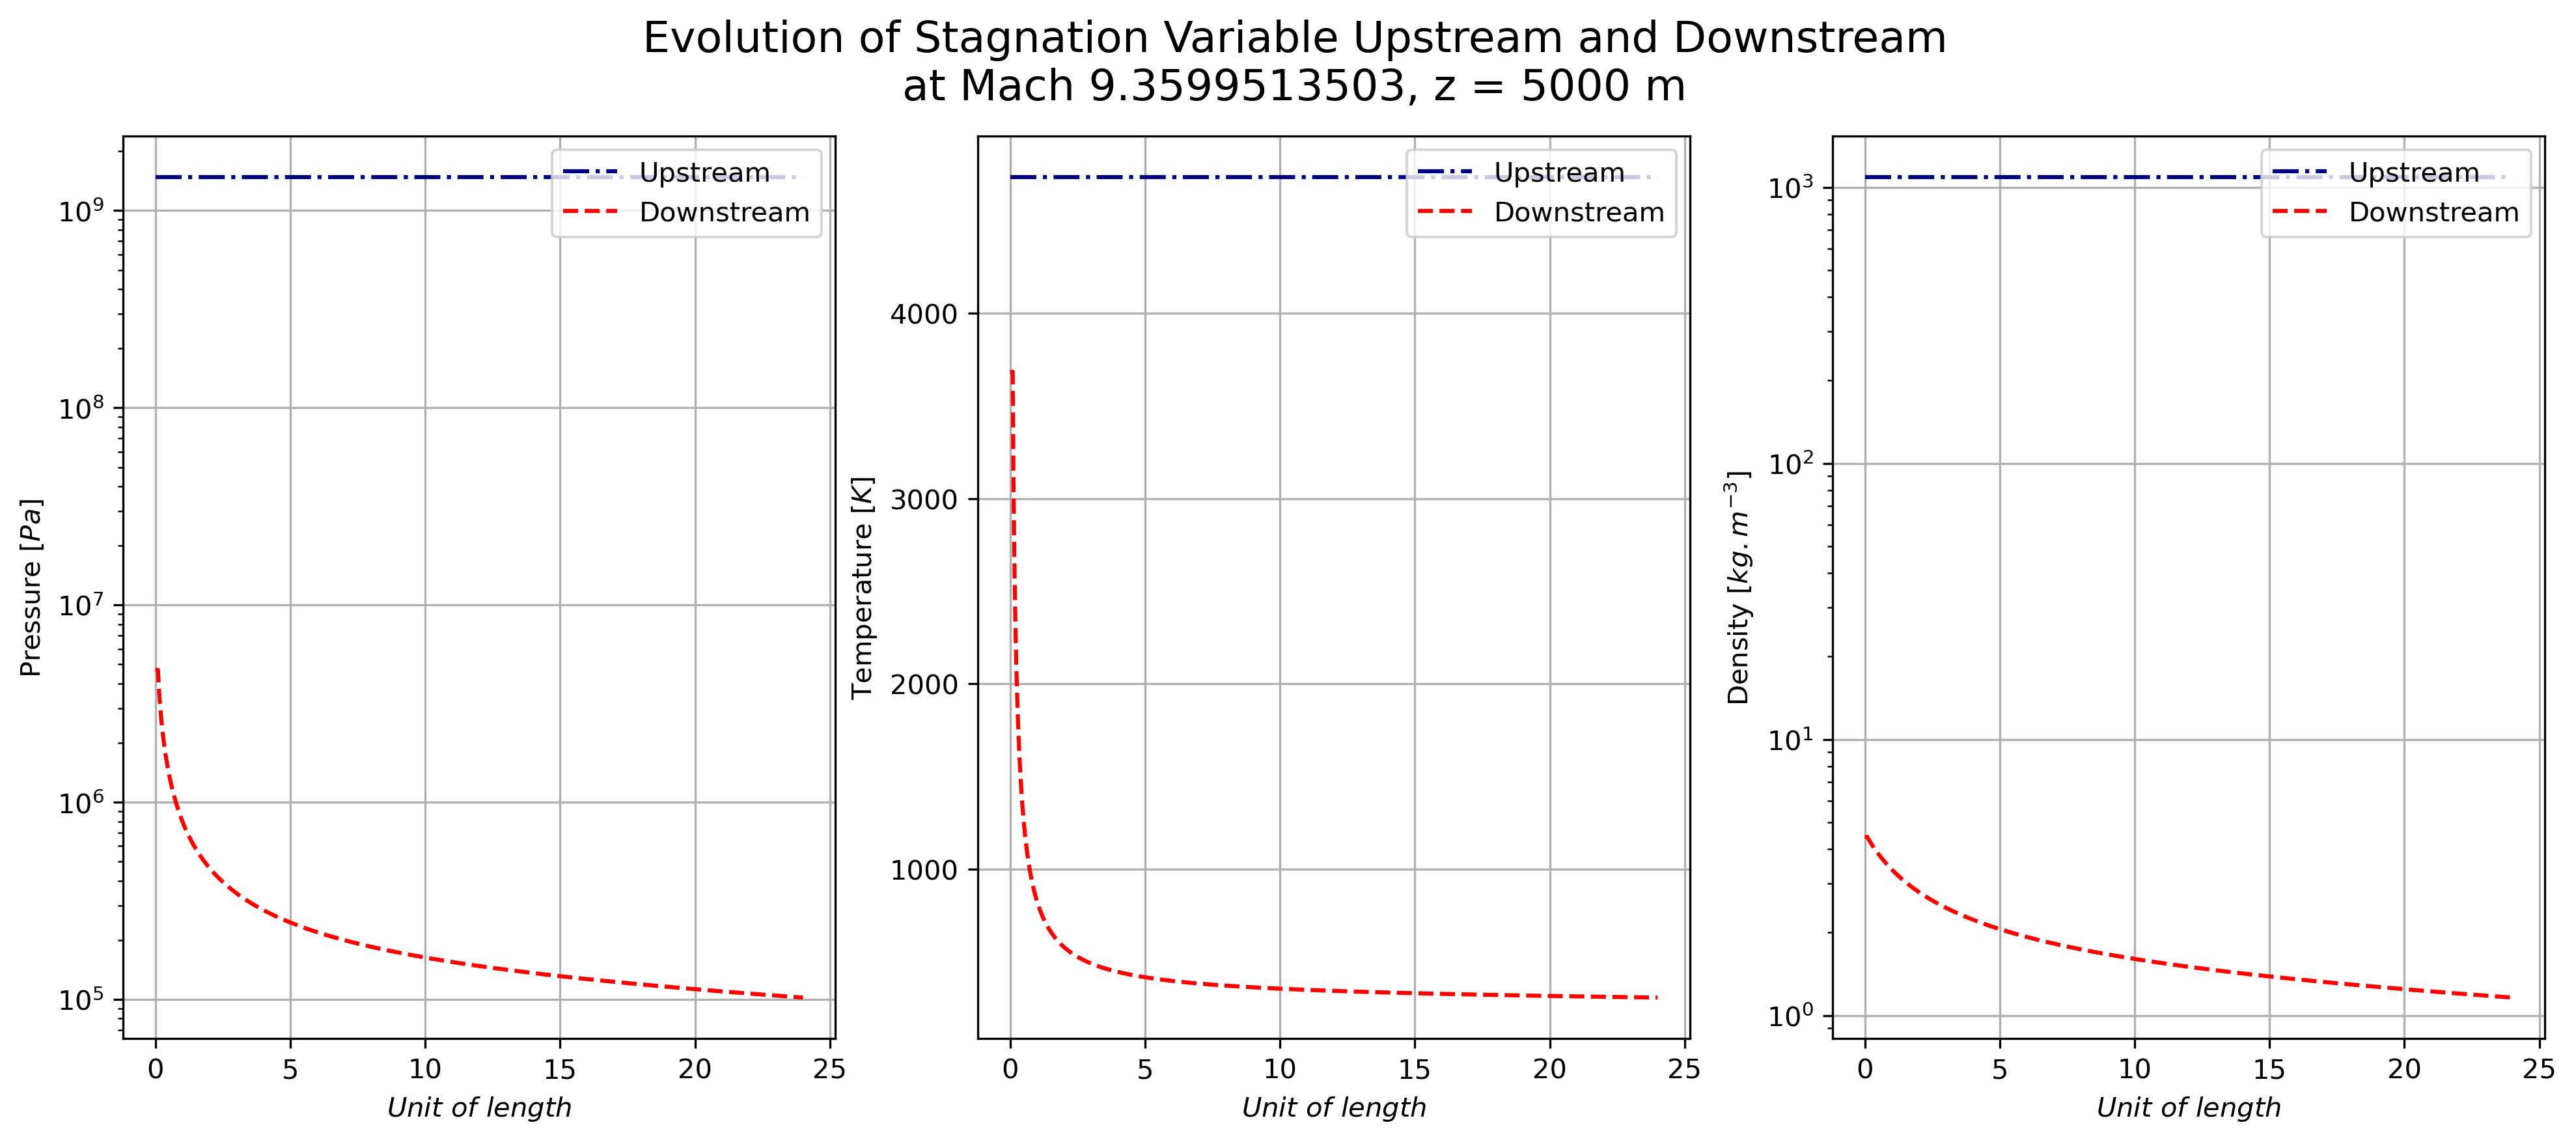 Evolution of Stagnation Variable Upstream and Downstream
at Mach 9.3599513503, z = 5000 m
Pressure [Pa]
10⁹
10⁸
10⁷
10⁶
10⁵
0 5 10 15 20 25
Unit of length
Upstream
Downstream
Temperature [K]
4000
3000
2000
1000
0 5 10 15 20 25
Unit of length
Upstream
Downstream
Density [kg.m⁻³]
10³
10²
10¹
10⁰
0 5 10 15 20 25
Unit of length
Upstream
Downstream